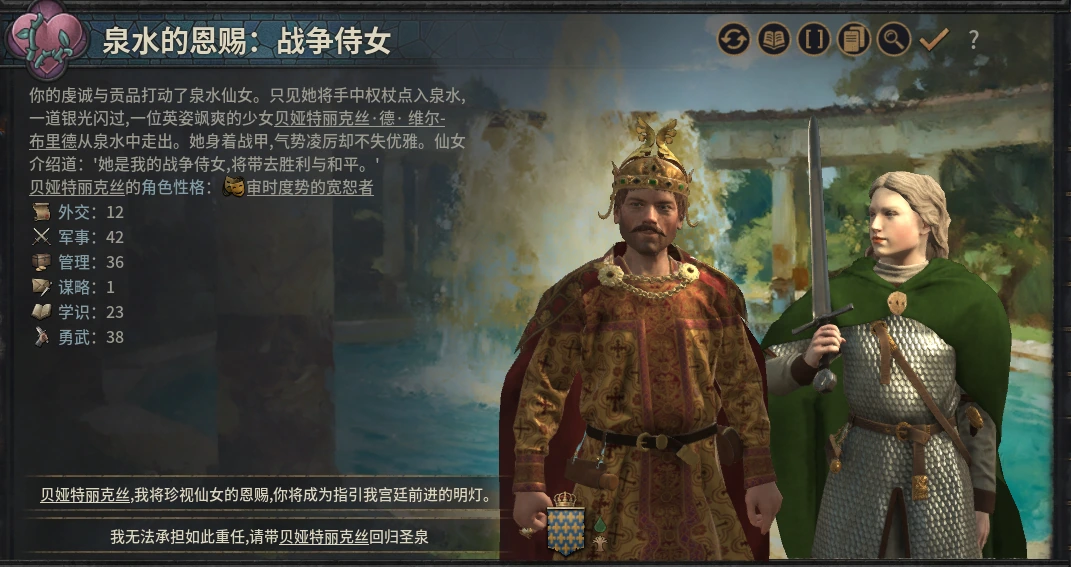 泉水的恩赐：战争侍女
?
你的虔诚与贡品打动了泉水仙女。只见她将手中权杖点入泉水,
一道银光闪过,一位英姿飒爽的少女贝娅特丽克丝·德· 维尔-
布里德从泉水中走出。她身着战甲,气势凌厉却不失优雅。仙女
介绍道：'她是我的战争侍女,将带去胜利与和平。'
贝娅特丽克丝的角色性格： 审时度势的宽恕者
外交：12
军事：42
管理：36
谋略：1
学识：23
勇武：38
贝娅特丽克丝,我将珍视仙女的恩赐,你将成为指引我宫廷前进的明灯。
我无法承担如此重任,请带贝娅特丽克丝回归圣泉